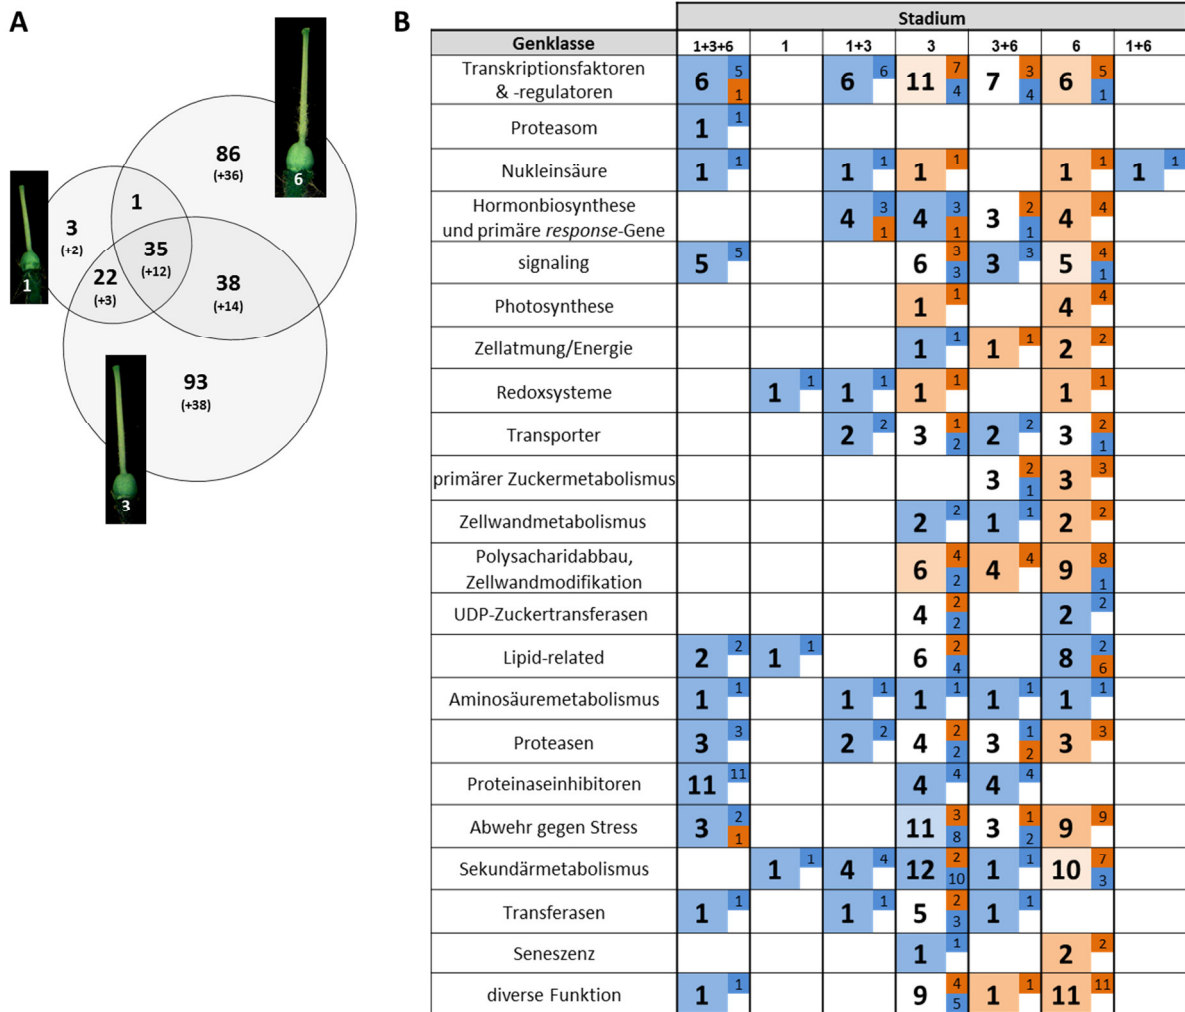 A
86
(+36)
6
1
3
(+2)
35
(+12)
1
22
(+3)
38
(+14)
93
(+38)
3
B
Stadium
Genklasse 1+3+6 1 1+3 3 3+6 6 1+6
Transkriptionsfaktoren
& -regulatoren
6 5 1 6 6 11 7 4 7 3 4 6 5 1
Proteasom 1 1
Nukleinsäure 1 1 1 1 1 1 1 1 1 1
Hormonbiosynthese
und primäre response-Gene
4 3 1 4 3 1 3 2 1 4 4
signaling 5 5 6 3 3 3 3 5 4 1
Photosynthese 1 1 4 4
Zellatmung/Energie 1 1 1 1 2 2
Redoxsysteme 1 1 1 1 1 1 1 1
Transporter 2 2 3 1 2 2 2 3 2 1
primärer Zuckermetabolismus 3 2 1 3 3
Zellwandmetabolismus 2 2 1 1 2 2
Polysacharidabbau,
Zellwandmodifikation
6 4 2 4 4 9 8 1
UDP-Zuckertransferasen 4 2 2 2 2
Lipid-related 2 2 1 1 6 2 4 8 2 6
Aminosäuremetabolismus 1 1 1 1 1 1 1 1 1 1
Proteasen 3 3 2 2 4 2 2 3 1 2 3 3
Proteinaseinhibitoren 11 11 4 4 4 4
Abwehr gegen Stress 3 2 1 11 3 8 3 1 2 9 9
Sekundärmetabolismus 1 1 4 4 12 2 10 1 1 10 7 3
Transferasen 1 1 1 1 5 2 3 1 1
Seneszenz 1 1 2 2
diverse Funktion 1 1 9 4 5 1 1 11 11